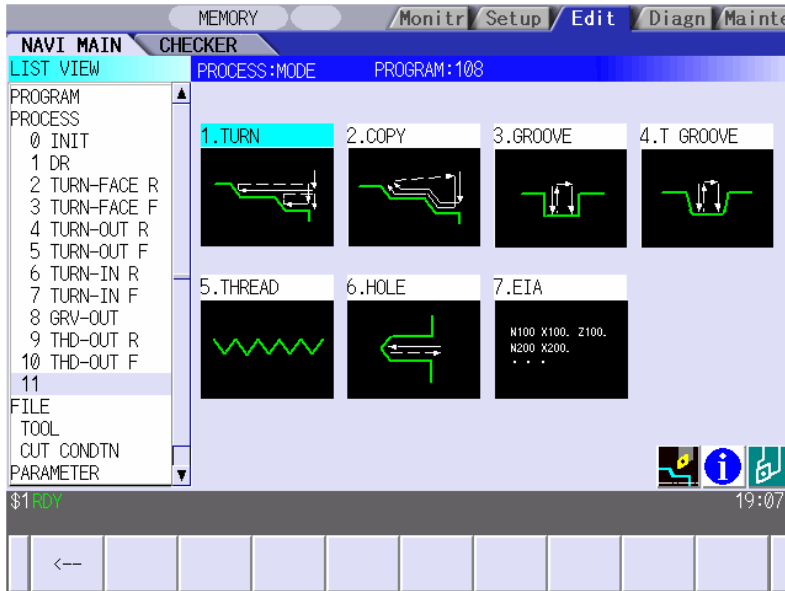 MEMORY Monitr Setup Edit Diagn Mainte
NAVI MAIN CHECKER
LIST VIEW PROCESS:MODE PROGRAM:108
PROGRAM
PROCESS
0 INIT
1 DR
2 TURN-FACE R
3 TURN-FACE F
4 TURN-OUT R
5 TURN-OUT F
6 TURN-IN R
7 TURN-IN F
8 GRV-OUT
9 THD-OUT R
10 THD-OUT F
11
FILE
TOOL
CUT CONDTN
PARAMETER
1.TURN 2.COPY 3.GROOVE 4.T GROOVE
5.THREAD 6.HOLE 7.EIA
N100 X100. Z100.
N200 X200.
. . .
i
$1 RDY 19:07
<--